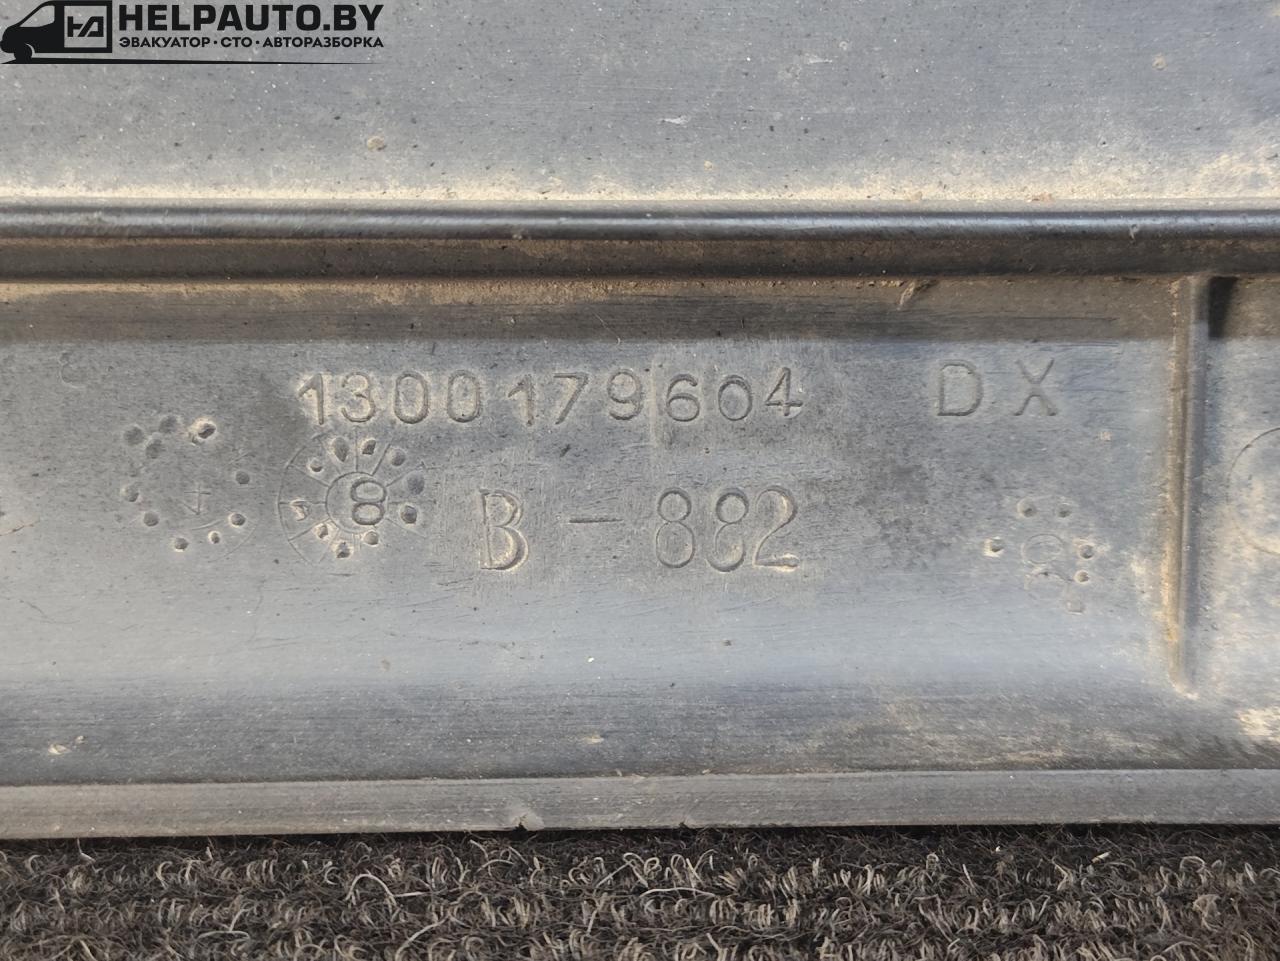 HELPAUTO.BY
ЭВАКУАТОР · СТО · АВТОРАЗБОРКА
1300179604 DX
8
B - 882